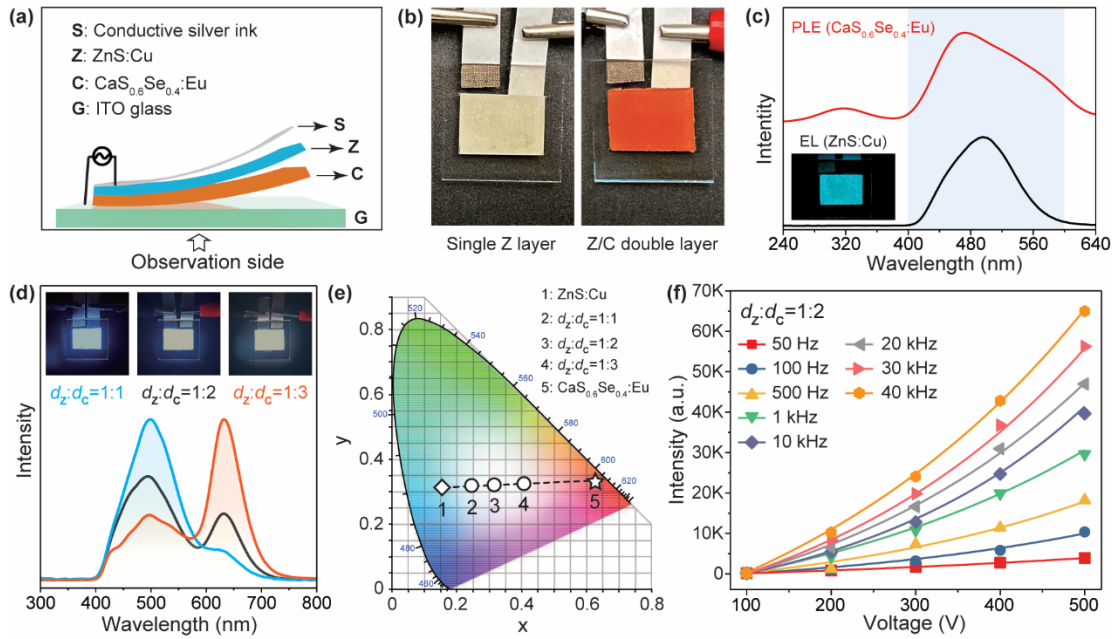 (a)
S: Conductive silver ink
Z: ZnS:Cu
C: CaS0.6Se0.4:Eu
G: ITO glass
S
Z
C
G
Observation side
(b)
Single Z layer
Z/C double layer
(c)
PLE (CaS0.6Se0.4:Eu)
EL (ZnS:Cu)
Intentity
240 320 400 480 560 640
Wavelength (nm)
(d)
dz:dc=1:1 dz:dc=1:2 dz:dc=1:3
Intensity
300 400 500 600 700 800
Wavelength (nm)
(e)
1: ZnS:Cu
2: dz:dc=1:1
3: dz:dc=1:2
4: dz:dc=1:3
5: CaS0.6Se0.4:Eu
520
540
560
580
600
620
500
480
460
1 2 3 4 5
y
0.8
0.6
0.4
0.2
0
0 0.2 0.4 0.6 0.8
x
(f)
dz:dc=1:2
50 Hz
100 Hz
500 Hz
1 kHz
10 kHz
20 kHz
30 kHz
40 kHz
Intensity (a.u.)
70K
60K
50K
40K
30K
20K
10K
0
100 200 300 400 500
Voltage (V)